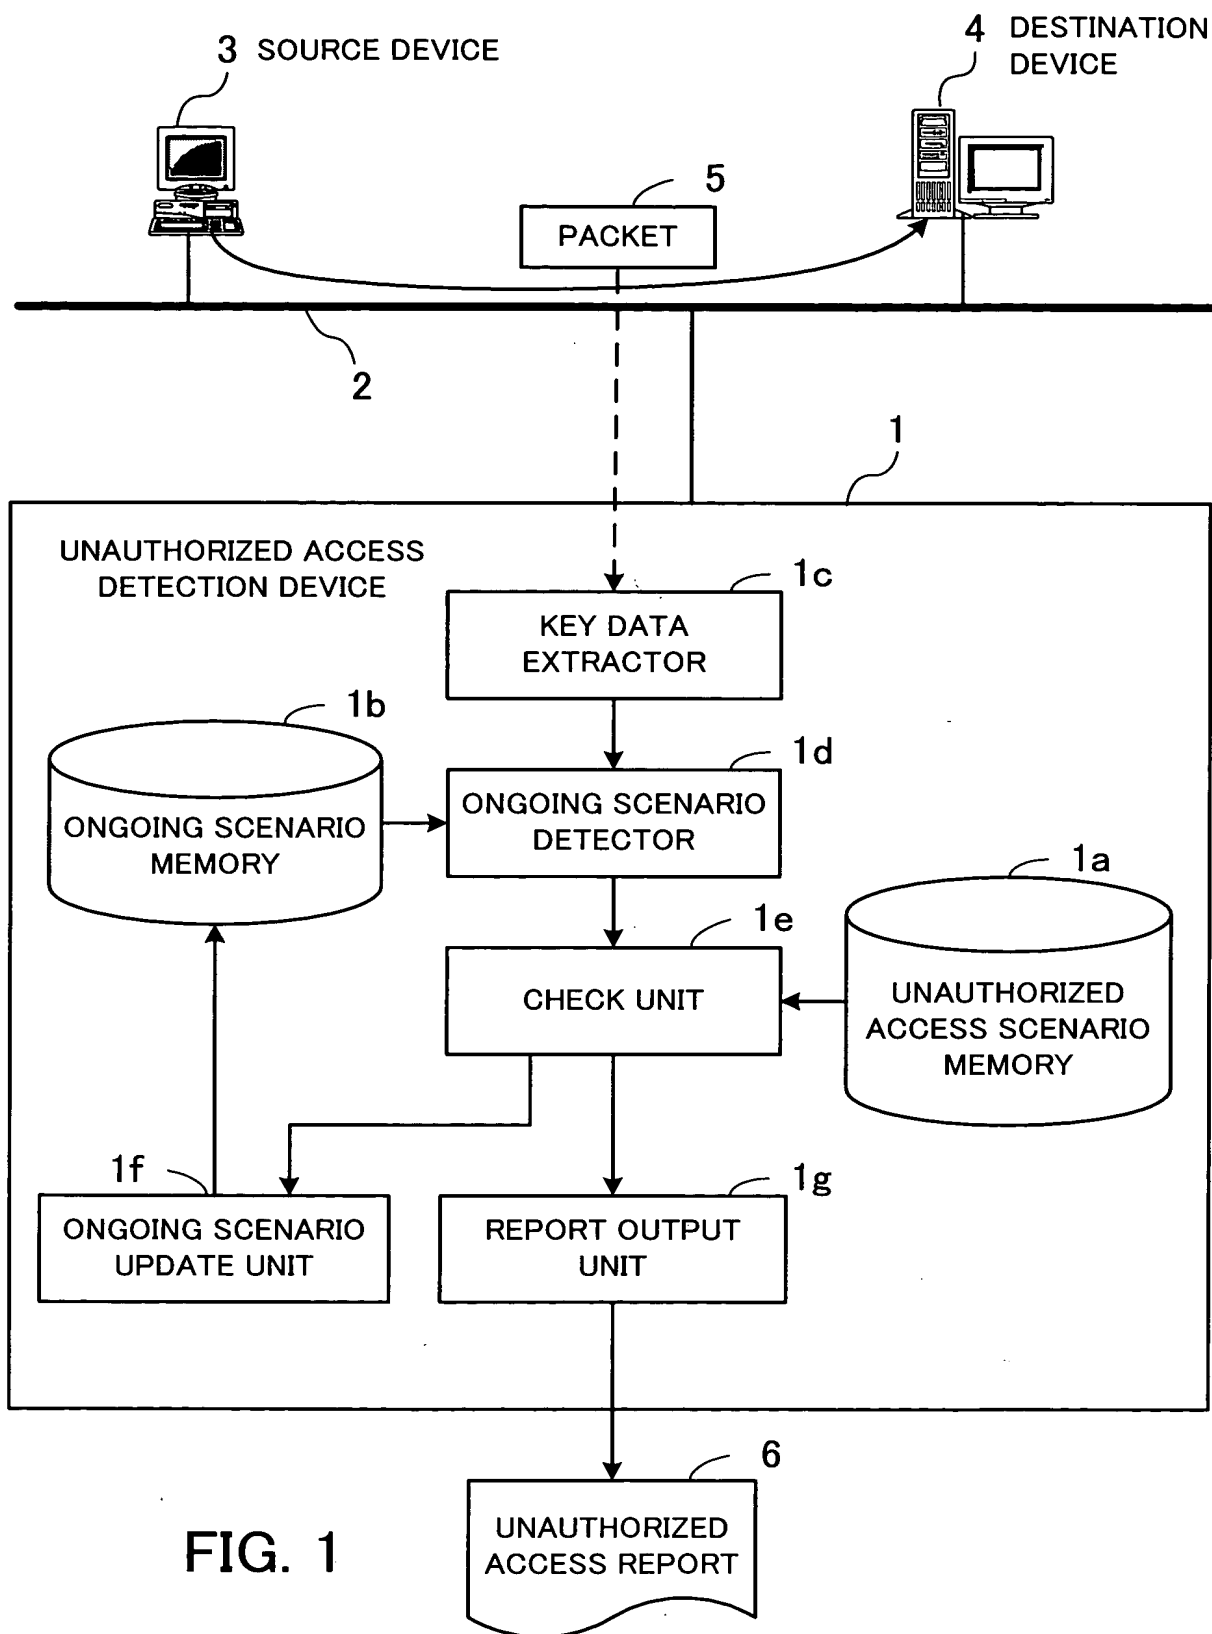 3 SOURCE DEVICE
4 DESTINATION
DEVICE
5
PACKET
2
1
UNAUTHORIZED ACCESS
DETECTION DEVICE
1c
KEY DATA
EXTRACTOR
1b
ONGOING SCENARIO
MEMORY
1d
ONGOING SCENARIO
DETECTOR
1a
UNAUTHORIZED
ACCESS SCENARIO
MEMORY
1e
CHECK UNIT
1f
ONGOING SCENARIO
UPDATE UNIT
1g
REPORT OUTPUT
UNIT
6
UNAUTHORIZED
ACCESS REPORT
FIG. 1